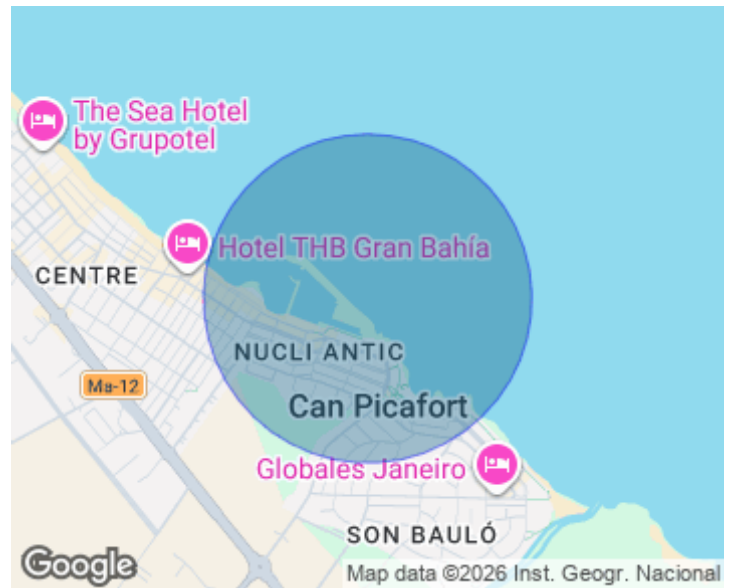 The Sea Hotel
by Grupotel
Hotel THB Gran Bahía
CENTRE
NUCLI ANTIC
Ma-12
Can Picafort
Globales Janeiro
SON BAULÓ
Google
Map data ©2026 Inst. Geogr. Nacional